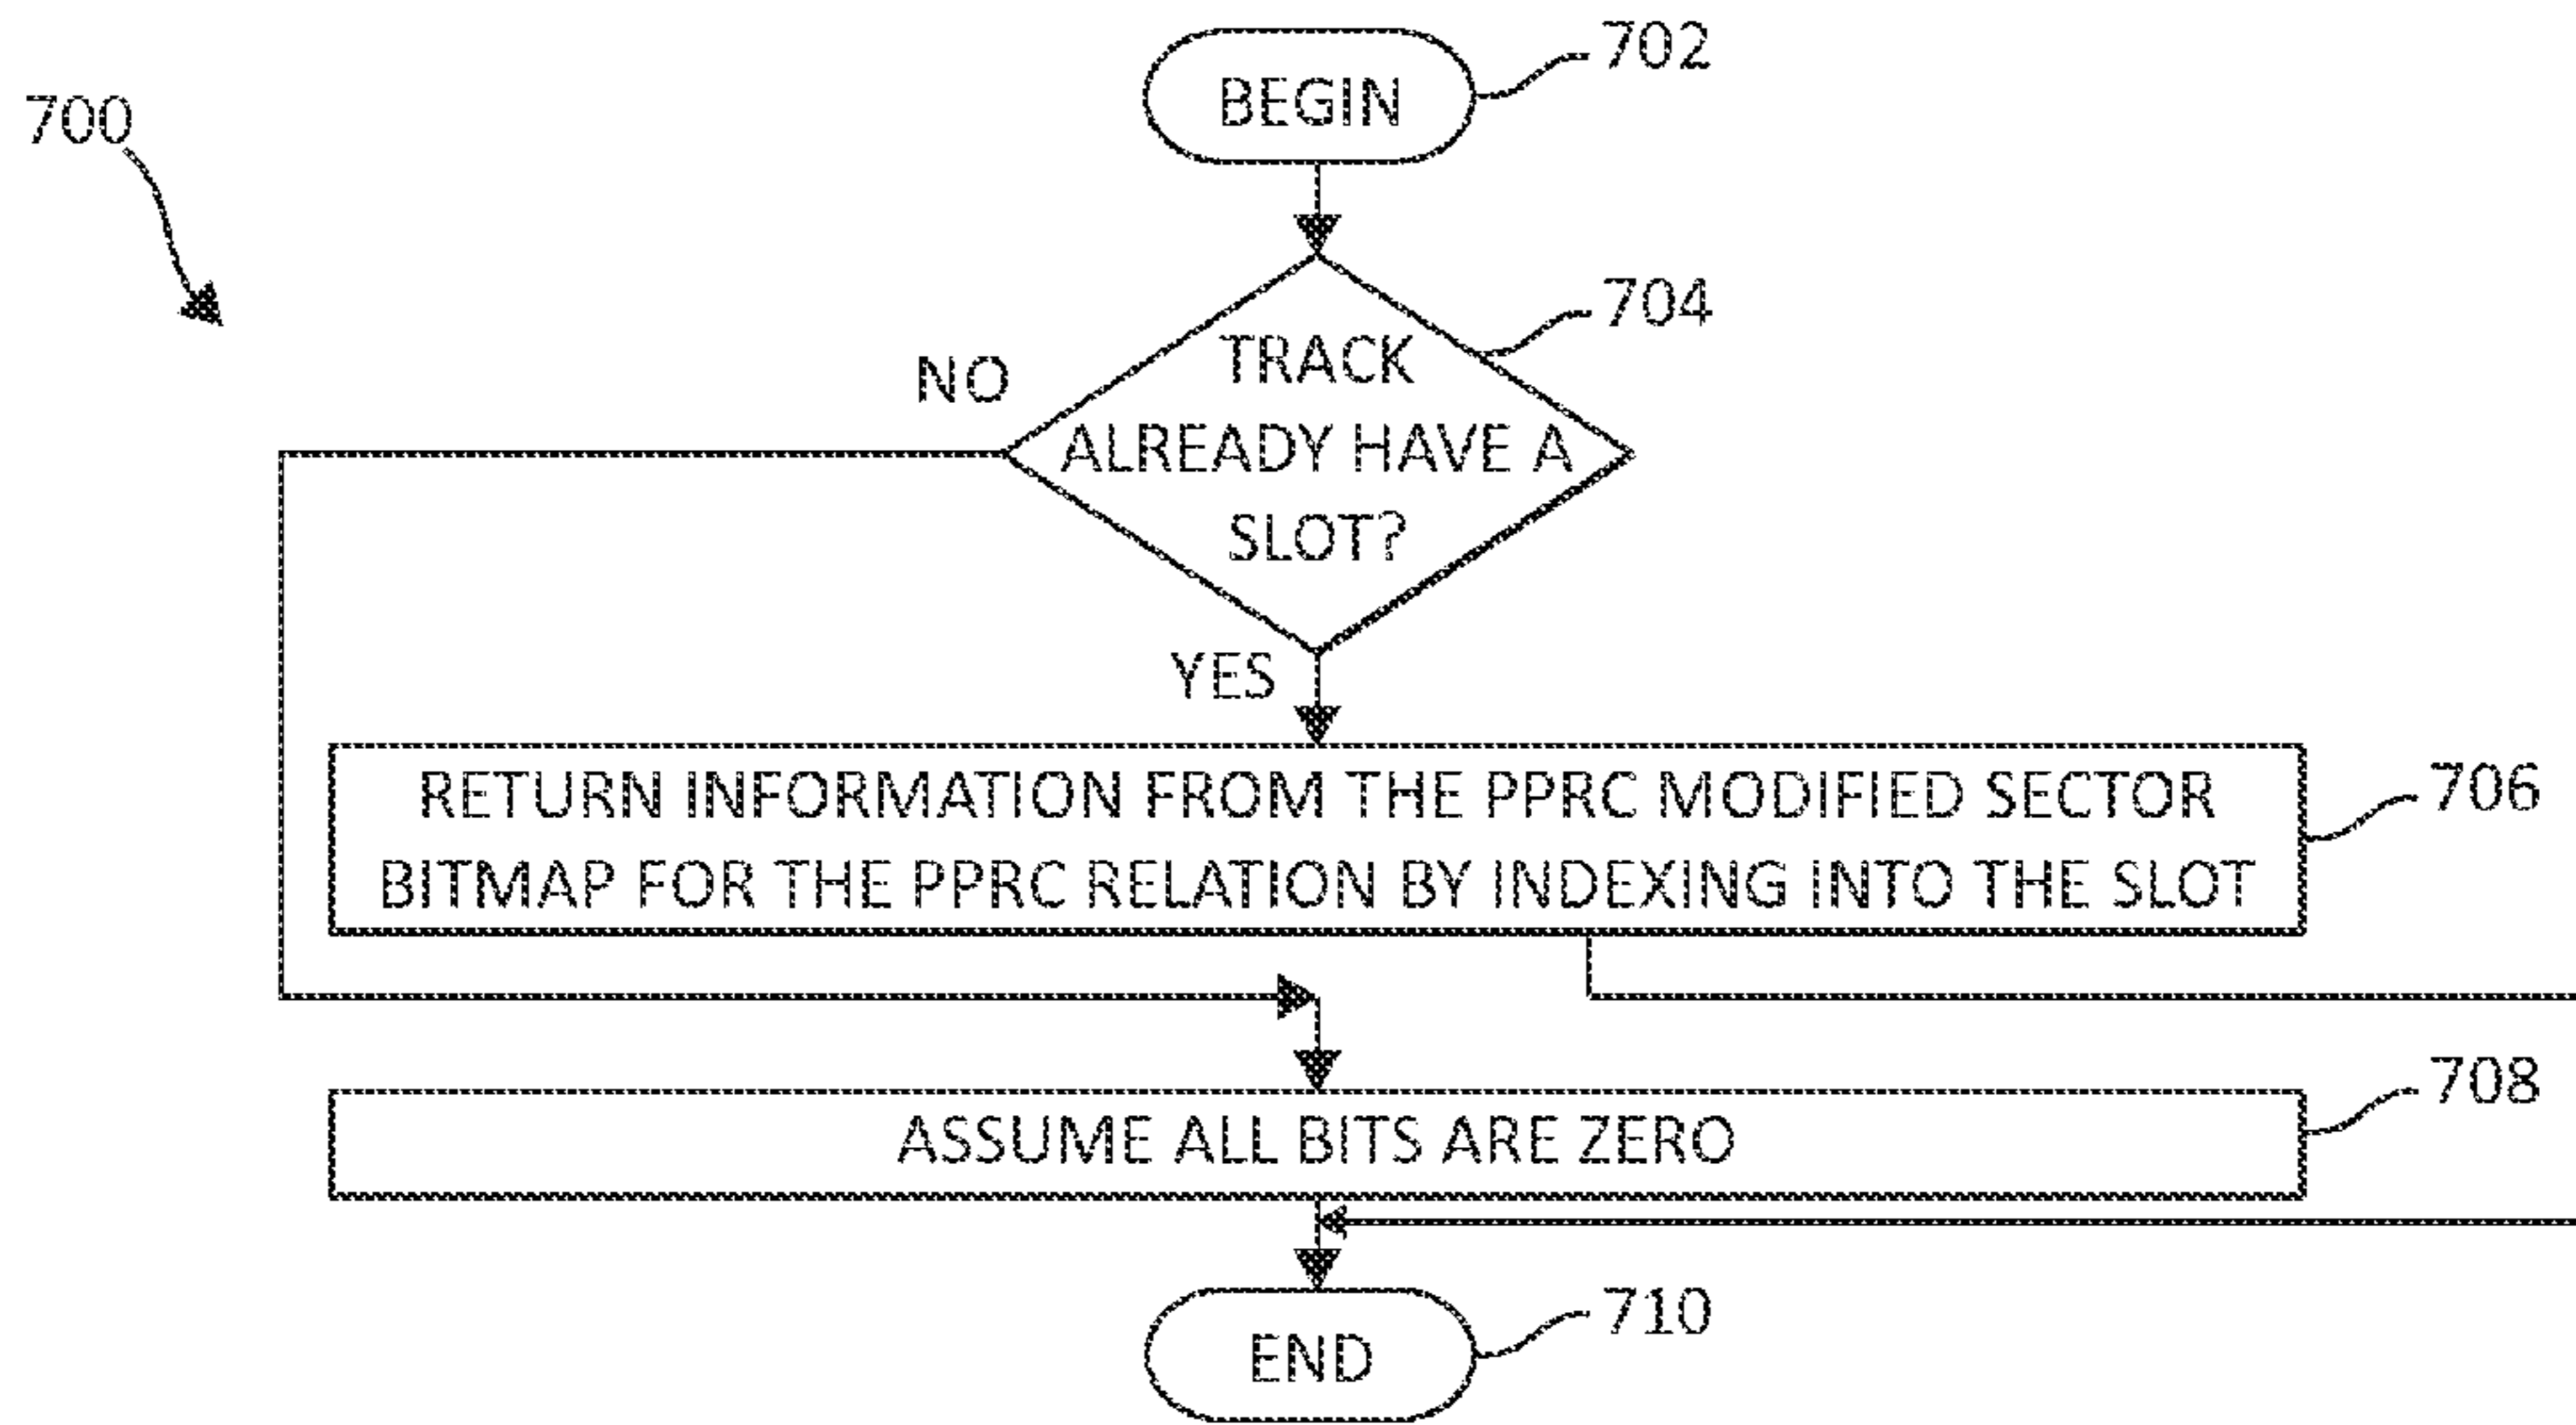 BEGIN
702
700
704
NO
TRACK
ALREADY HAVE A
SLOT?
YES
RETURN INFORMATION FROM THE PPRC MODIFIED SECTOR
BITMAP FOR THE PPRC RELATION BY INDEXING INTO THE SLOT
706
708
ASSUME ALL BITS ARE ZERO
710
END